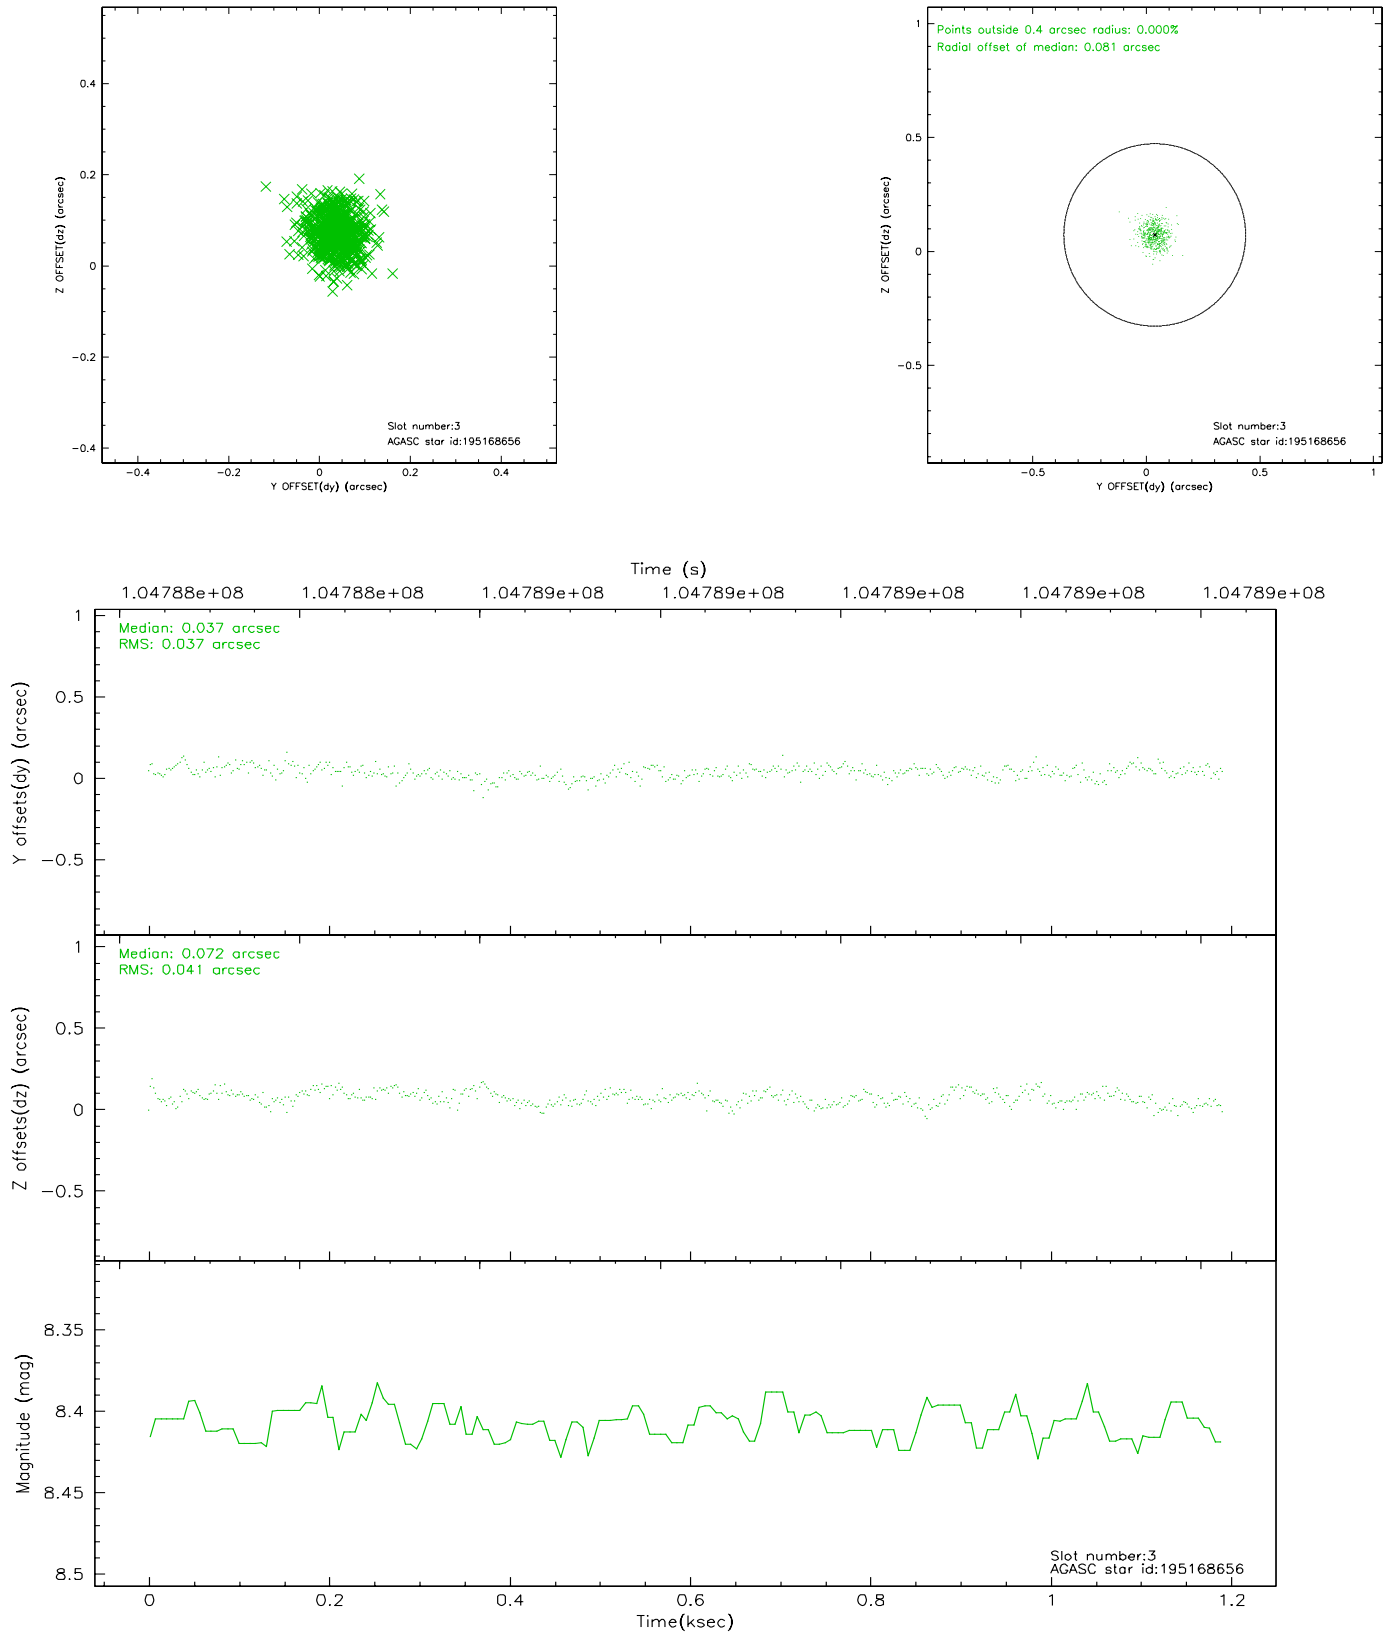 0.4
0.2
0
−0.2
−0.4
Z OFFSET(dz) (arcsec)
−0.4 −0.2 0 0.2 0.4
Y OFFSET(dy) (arcsec)
Slot number:3
AGASC star id:195168656
Points outside 0.4 arcsec radius: 0.000%
Radial offset of median: 0.081 arcsec
1
0.5
0
−0.5
Z OFFSET(dz) (arcsec)
−0.5 0 0.5 1
Y OFFSET(dy) (arcsec)
Slot number:3
AGASC star id:195168656
Time (s)
1.04788e+08 1.04788e+08 1.04789e+08 1.04789e+08 1.04789e+08 1.04789e+08 1.04789e+08
Median: 0.037 arcsec
RMS: 0.037 arcsec
1
0.5
0
−0.5
Y offsets(dy) (arcsec)
Median: 0.072 arcsec
RMS: 0.041 arcsec
1
0.5
0
−0.5
Z offsets(dz) (arcsec)
8.35
8.4
8.45
8.5
Magnitude (mag)
Slot number:3
AGASC star id:195168656
0 0.2 0.4 0.6 0.8 1 1.2
Time(ksec)